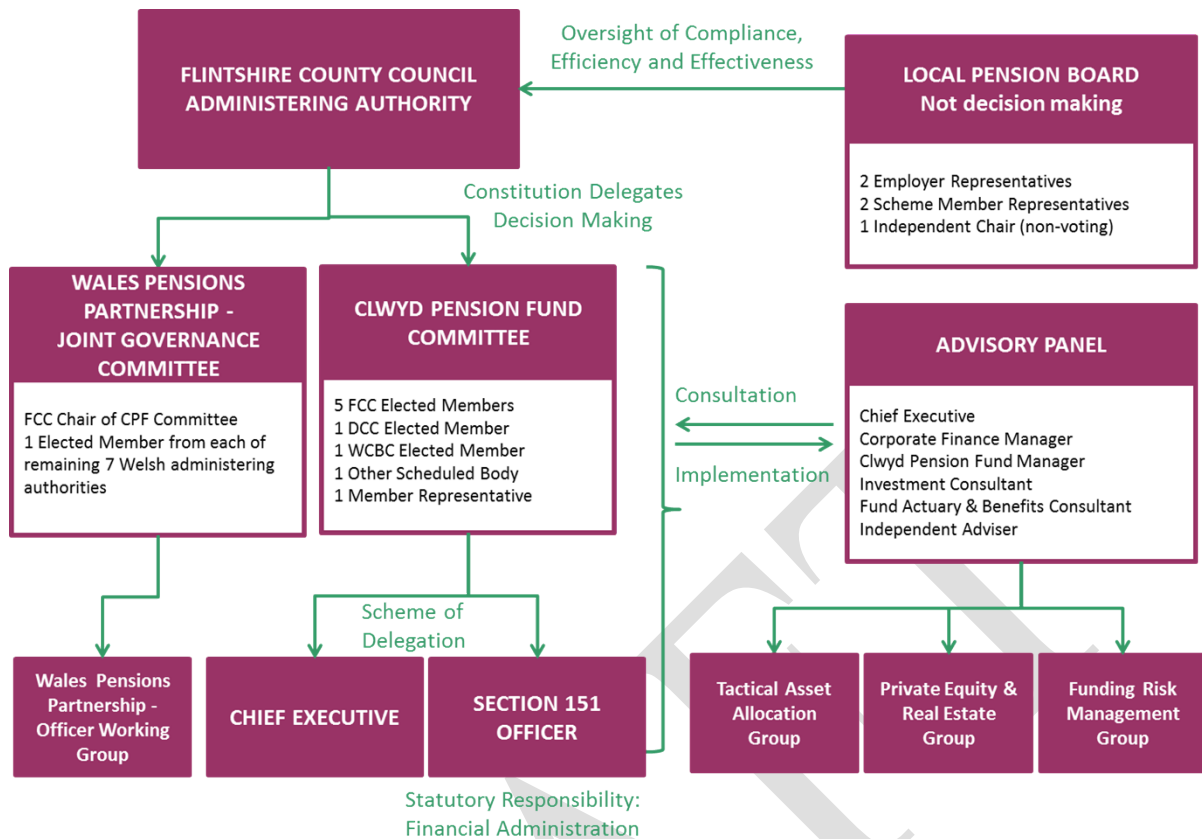 Oversight of Compliance,
Efficiency and Effectiveness
FLINTSHIRE COUNTY COUNCIL
ADMINISTERING AUTHORITY
LOCAL PENSION BOARD
Not decision making
2 Employer Representatives
2 Scheme Member Representatives
1 Independent Chair (non-voting)
Constitution Delegates
Decision Making
WALES PENSIONS
PARTNERSHIP -
JOINT GOVERNANCE
COMMITTEE
FCC Chair of CPF Committee
1 Elected Member from each of
remaining 7 Welsh administering
authorities
CLWYD PENSION FUND
COMMITTEE
5 FCC Elected Members
1 DCC Elected Member
1 WCBC Elected Member
1 Other Scheduled Body
1 Member Representative
Consultation
Implementation
ADVISORY PANEL
Chief Executive
Corporate Finance Manager
Clwyd Pension Fund Manager
Investment Consultant
Fund Actuary & Benefits Consultant
Independent Adviser
Scheme of
Delegation
Wales Pensions
Partnership -
Officer Working
Group
CHIEF EXECUTIVE
SECTION 151
OFFICER
Tactical Asset
Allocation
Group
Private Equity &
Real Estate
Group
Funding Risk
Management
Group
Statutory Responsibility:
Financial Administration